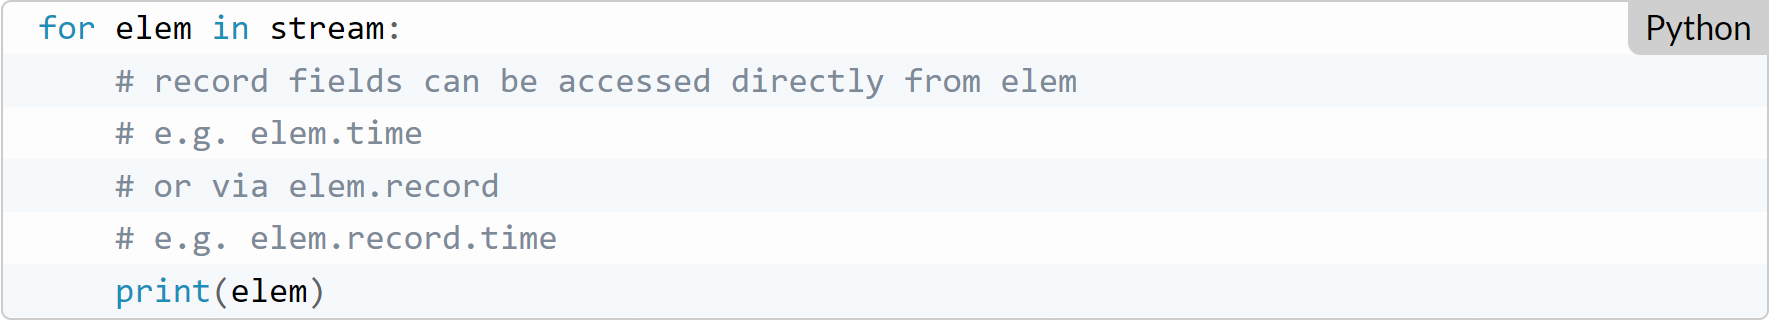 for elem in stream:
Python
    # record fields can be accessed directly from elem
    # e.g. elem.time
    # or via elem.record
    # e.g. elem.record.time
    print(elem)